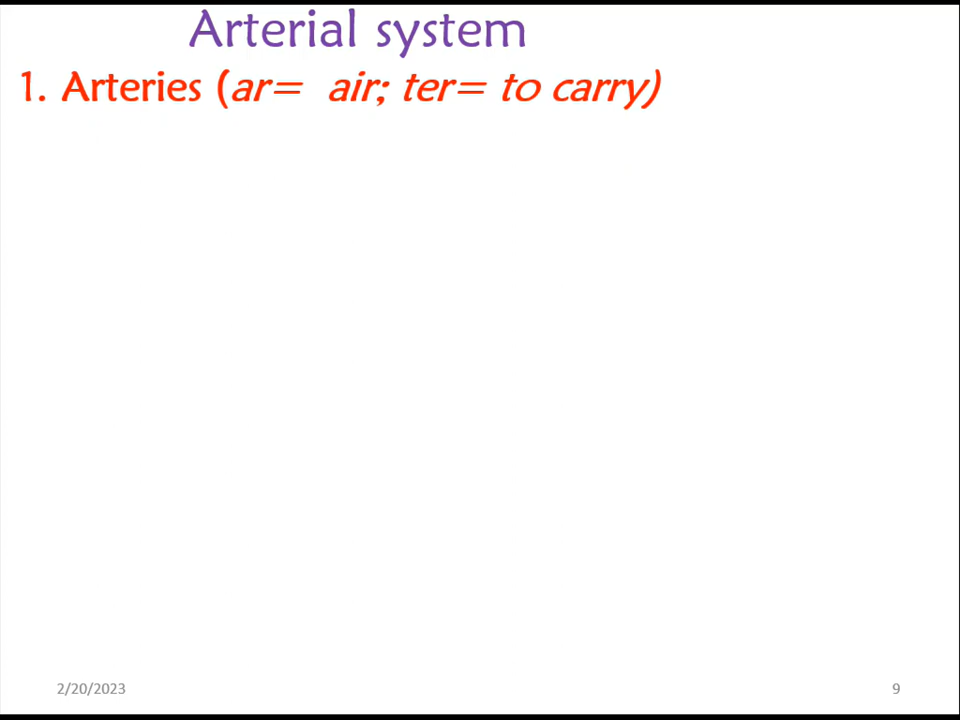 Arterial system
1. Arteries (ar= air; ter= to carry)
2/20/2023
9